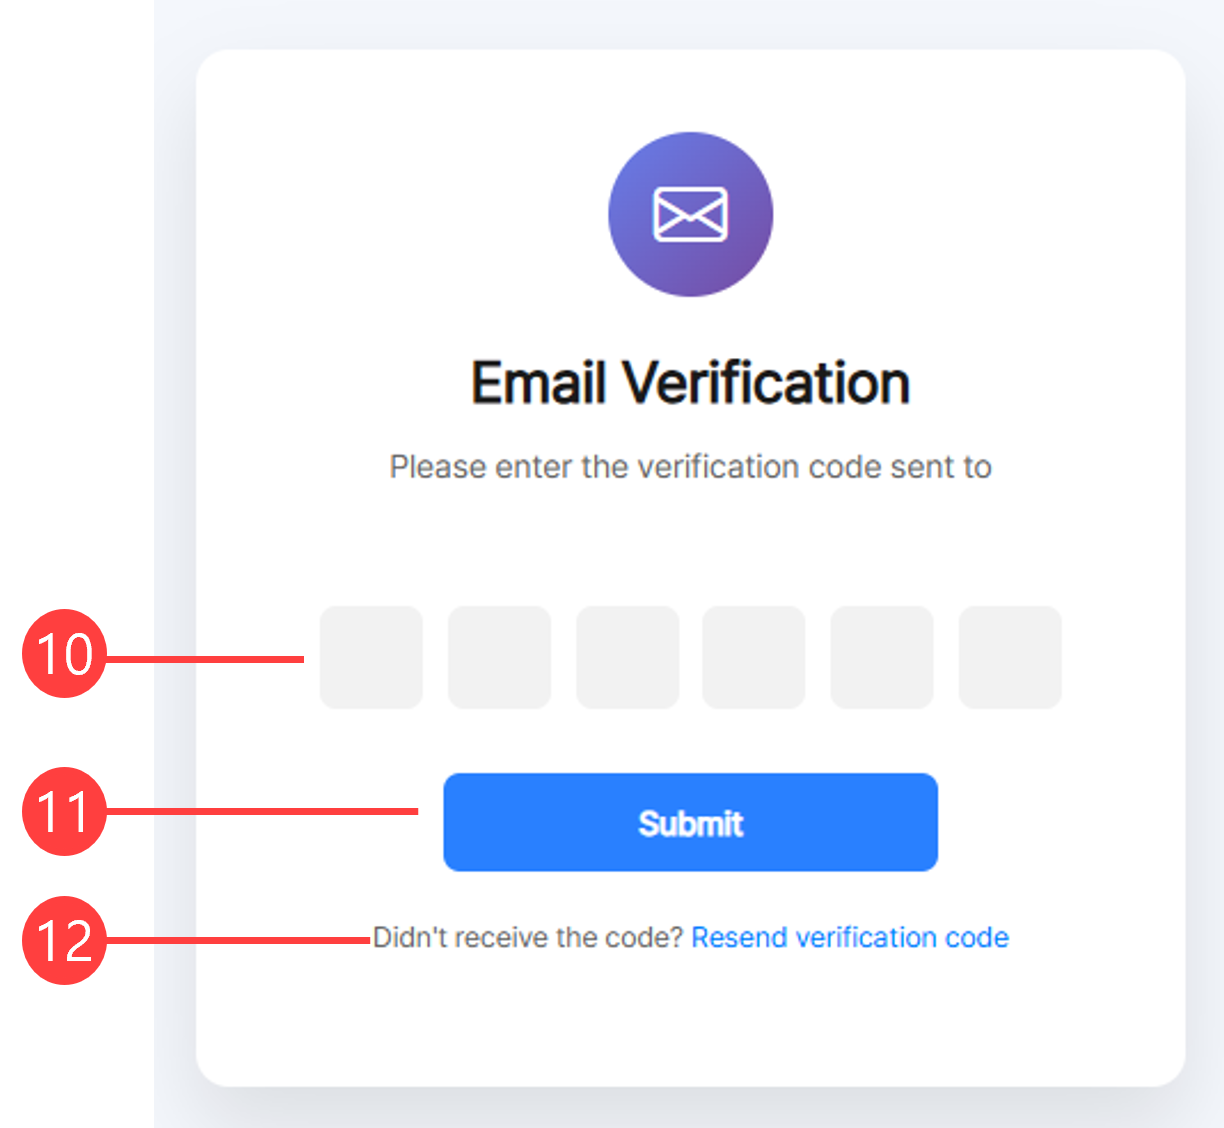 Email Verification
Please enter the verification code sent to
10
11
Submit
12
Didn't receive the code? Resend verification code